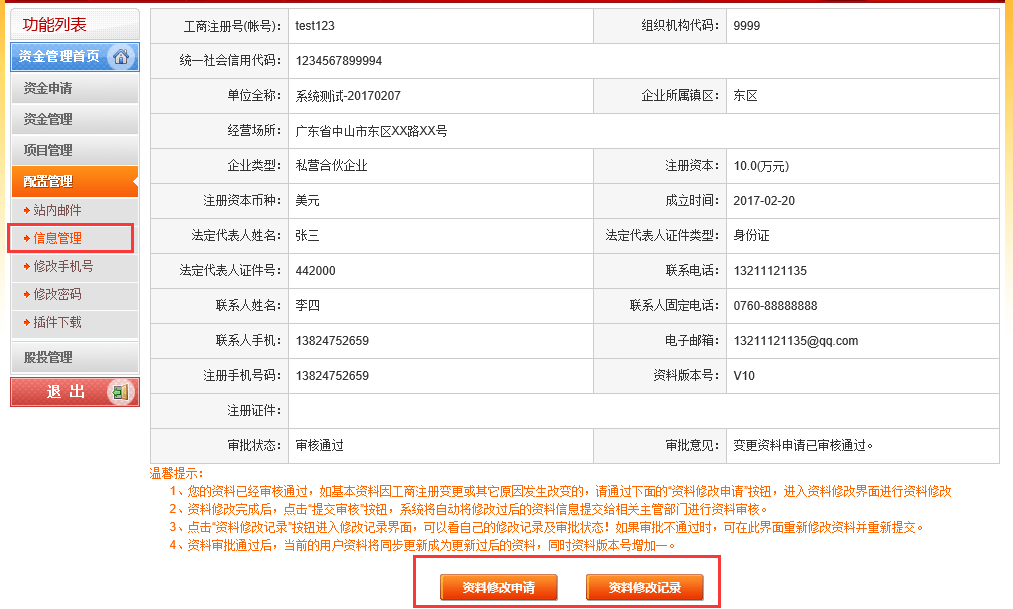 功能列表
资金管理首页
资金申请
资金管理
项目管理
配置管理
站内邮件
信息管理
修改手机号
修改密码
插件下载
股投管理
退 出
工商注册号(帐号): test123 组织机构代码: 9999
统一社会信用代码: 1234567899994
单位全称: 系统测试-20170207 企业所属镇区: 东区
经营场所: 广东省中山市东区XX路XX号
企业类型: 私营合伙企业 注册资本: 10.0(万元)
注册资本币种: 美元 成立时间: 2017-02-20
法定代表人姓名: 张三 法定代表人证件类型: 身份证
法定代表人证件号: 442000 联系电话: 13211121135
联系人姓名: 李四 联系人固定电话: 0760-88888888
联系人手机: 13824752659 电子邮箱: 13211121135@qq.com
注册手机号码: 13824752659 资料版本号: V10
注册证件:
审批状态: 审核通过 审批意见: 变更资料申请已审核通过。
温馨提示:
1、您的资料已经审核通过，如基本资料因工商注册变更或其它原因发生改变的，请通过下面的“资料修改申请”按钮，进入资料修改界面进行资料修改
2、资料修改完成后，点击“提交审核”按钮，系统将自动将修改过后的资料信息提交给相关主管部门进行资料审核。
3、点击“资料修改记录”按钮进入修改记录界面，可以看自己的修改记录及审批状态！如果审批不通过时，可在此界面重新修改资料并重新提交。
4、资料审批通过后，当前的用户资料将同步更新成为更新过后的资料，同时资料版本号增加一。
资料修改申请 资料修改记录